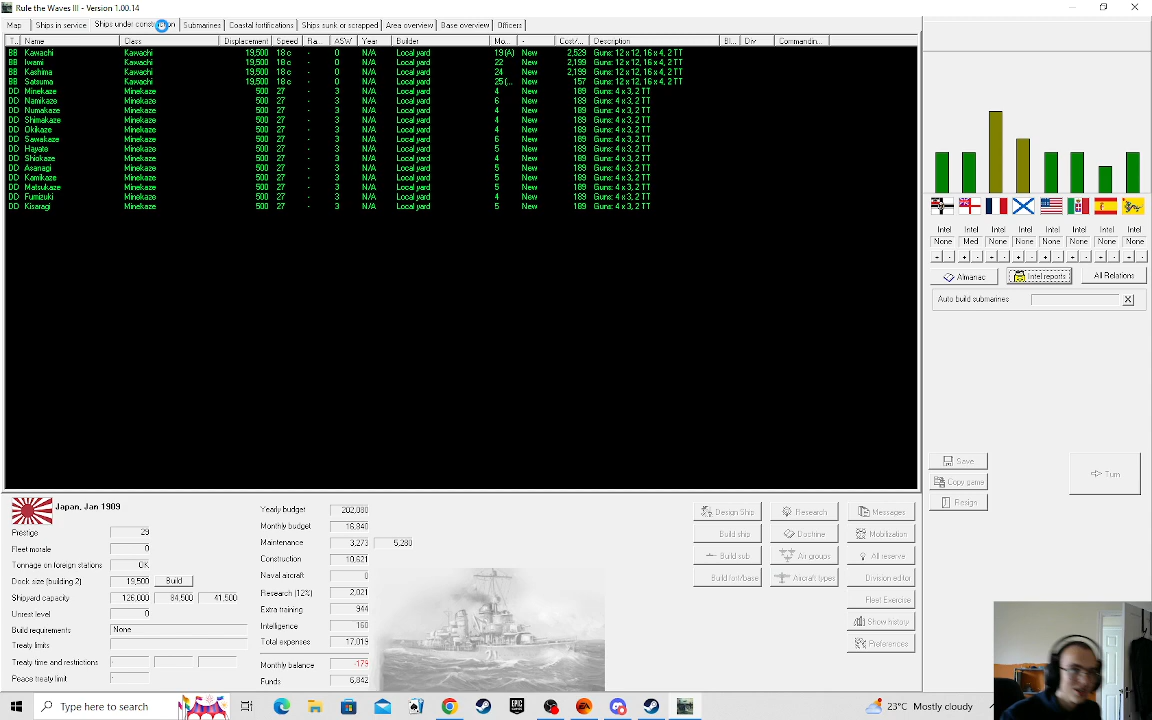 Rule the Waves III - Version 1.00.14
Map Ships in service Ships under construction Submarines Coastal fortifications Ships sunk or scrapped Area overview Base overview Officers
T... Name Class Displacement Speed Ra... ASW Year Builder Mo... - Cost/... Description Bl... Div Commandin...
BB Kawachi Kawachi 19,500 18 c 0 N/A Local yard 19 (A) New 2,529 Guns: 12 x 12, 16 x 4, 2 TT
BB Iwami Kawachi 19,500 18 c 0 N/A Local yard 22 New 2,199 Guns: 12 x 12, 16 x 4, 2 TT
BB Kashima Kawachi 19,500 18 c 0 N/A Local yard 24 New 2,199 Guns: 12 x 12, 16 x 4, 2 TT
BB Satsuma Kawachi 19,500 18 c 0 N/A Local yard 25 (... New 157 Guns: 12 x 12, 16 x 4, 2 TT
DD Minekaze Minekaze 500 27 - 3 N/A Local yard 4 New 189 Guns: 4 x 3, 2 TT
DD Namikaze Minekaze 500 27 - 3 N/A Local yard 6 New 189 Guns: 4 x 3, 2 TT
DD Numakaze Minekaze 500 27 - 3 N/A Local yard 4 New 189 Guns: 4 x 3, 2 TT
DD Shimakaze Minekaze 500 27 - 3 N/A Local yard 4 New 189 Guns: 4 x 3, 2 TT
DD Okikaze Minekaze 500 27 - 3 N/A Local yard 4 New 189 Guns: 4 x 3, 2 TT
DD Sawakaze Minekaze 500 27 - 3 N/A Local yard 6 New 189 Guns: 4 x 3, 2 TT
DD Hayate Minekaze 500 27 - 3 N/A Local yard 5 New 189 Guns: 4 x 3, 2 TT
DD Shiokaze Minekaze 500 27 - 3 N/A Local yard 4 New 189 Guns: 4 x 3, 2 TT
DD Asanagi Minekaze 500 27 - 3 N/A Local yard 5 New 189 Guns: 4 x 3, 2 TT
DD Kamikaze Minekaze 500 27 - 3 N/A Local yard 5 New 189 Guns: 4 x 3, 2 TT
DD Matsukaze Minekaze 500 27 - 3 N/A Local yard 5 New 189 Guns: 4 x 3, 2 TT
DD Fumizuki Minekaze 500 27 - 3 N/A Local yard 4 New 189 Guns: 4 x 3, 2 TT
DD Kisaragi Minekaze 500 27 - 3 N/A Local yard 5 New 189 Guns: 4 x 3, 2 TT
Intel Intel Intel Intel Intel Intel Intel Intel
None Med None None None None None None
+ - + - + - + - + - + - + - + -
Almanac Intel reports All Relations
Auto build submarines X
Save
Copy game
Resign
Turn
Japan, Jan 1909
Prestige 29
Fleet morale 0
Tonnage on foreign stations OK
Dock size (building 2) 19,500 Build
Shipyard capacity 126,000 84,500 41,500
Unrest level 0
Build requirements None
Treaty limits
Treaty time and restrictions - - -
Peace treaty limit -
Yearly budget 202,080
Monthly budget 16,840
Maintenance 3,273 5,280
Construction 10,621
Naval aircraft 0
Research (12%) 2,021
Extra training 944
Intelligence 160
Total expenses 17,019
Monthly balance -179
Funds 6,842
Design Ship Research Messages
Build ship Doctrine Mobilization
Build sub Air groups All reserve
Build fort/base Aircraft types Division editor
Fleet Exercise
Show history
Preferences
Type here to search
23°C Mostly cloudy